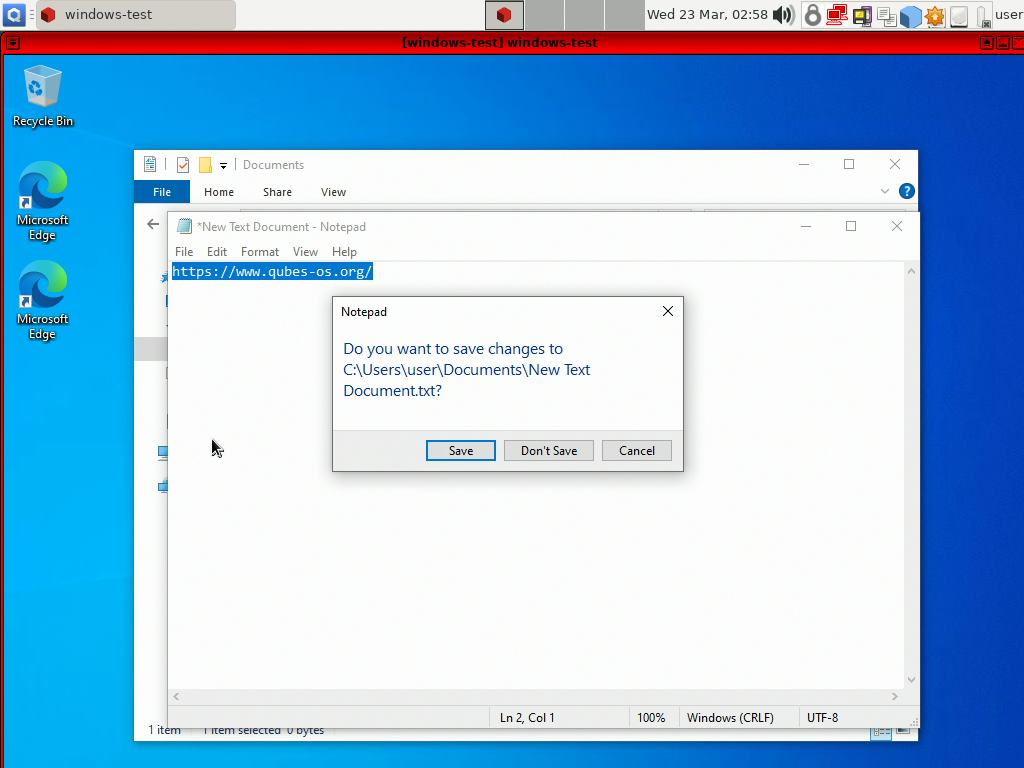 windows-test
Wed 23 Mar, 02:58
user
[windows-test] windows-test
Recycle Bin
Microsoft
Edge
Microsoft
Edge
Documents
File Home Share View
?
*New Text Document - Notepad
File Edit Format View Help
https://www.qubes-os.org/
Notepad
Do you want to save changes to
C:\Users\user\Documents\New Text
Document.txt?
Save Don't Save Cancel
Ln 2, Col 1 100% Windows (CRLF) UTF-8
1 item 1 item selected 0 bytes